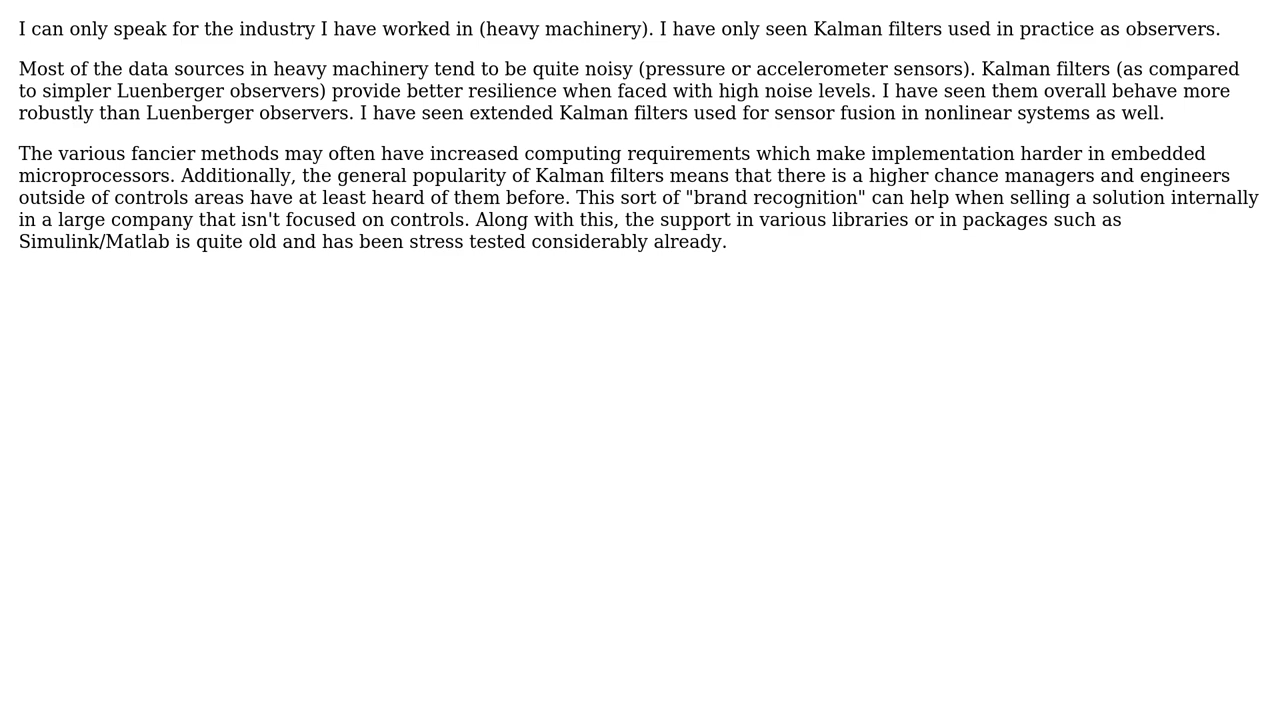 I can only speak for the industry I have worked in (heavy machinery). I have only seen Kalman filters used in practice as observers.
Most of the data sources in heavy machinery tend to be quite noisy (pressure or accelerometer sensors). Kalman filters (as compared
to simpler Luenberger observers) provide better resilience when faced with high noise levels. I have seen them overall behave more
robustly than Luenberger observers. I have seen extended Kalman filters used for sensor fusion in nonlinear systems as well.
The various fancier methods may often have increased computing requirements which make implementation harder in embedded
microprocessors. Additionally, the general popularity of Kalman filters means that there is a higher chance managers and engineers
outside of controls areas have at least heard of them before. This sort of "brand recognition" can help when selling a solution internally
in a large company that isn't focused on controls. Along with this, the support in various libraries or in packages such as
Simulink/Matlab is quite old and has been stress tested considerably already.